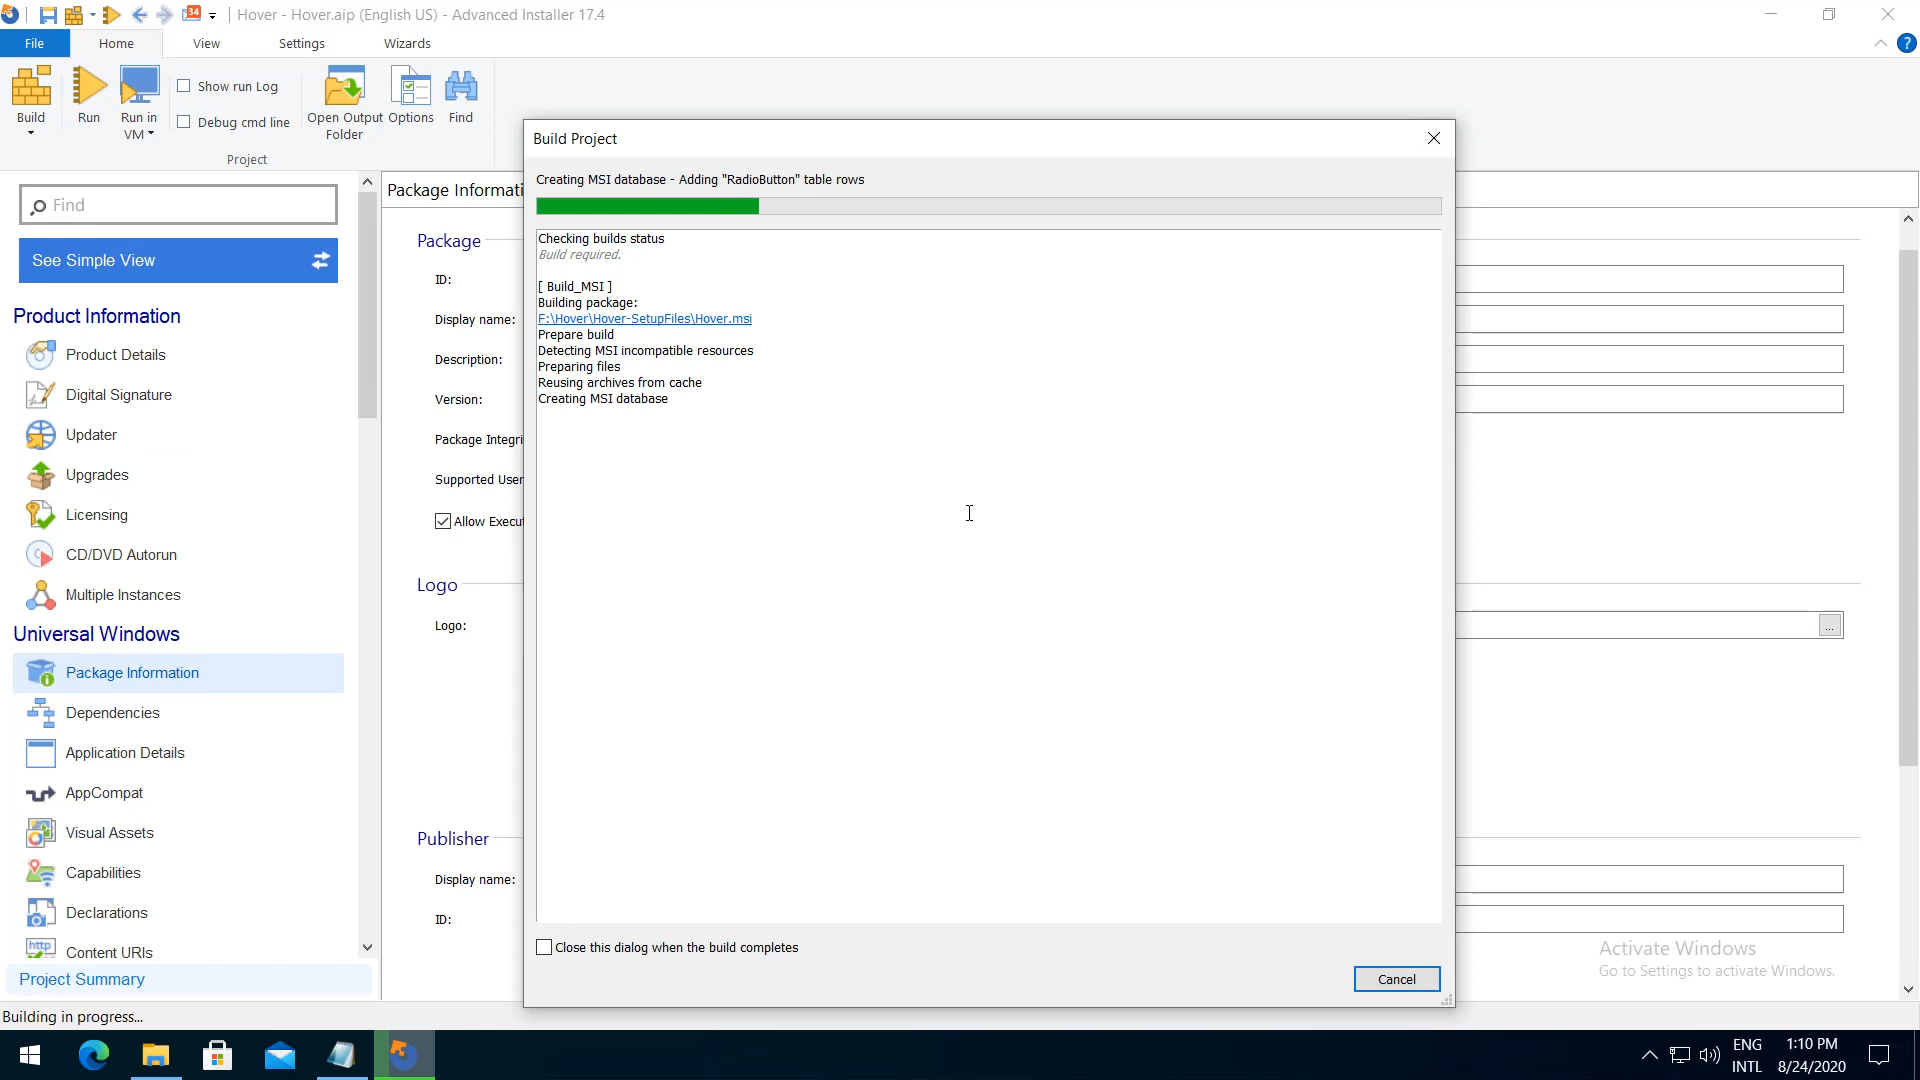 34
Hover - Hover.aip (English US) - Advanced Installer 17.4
File
Home
View
Settings
Wizards
?
Build
Run
Run in
VM
Show run Log
Debug cmd line
Open Output
Folder
Options
Find
Project
Find
See Simple View
Product Information
Product Details
Digital Signature
Updater
Upgrades
Licensing
CD/DVD Autorun
Multiple Instances
Universal Windows
Package Information
Dependencies
Application Details
AppCompat
Visual Assets
Capabilities
Declarations
http
Content URIs
Project Summary
Building in progress...
Package Informati
Package
ID:
Display name:
Description:
Version:
Package Integri
Supported User
Allow Execu
Logo
Logo:
...
Publisher
Display name:
ID:
Build Project
Creating MSI database - Adding "RadioButton" table rows
Checking builds status
Build required.
[ Build_MSI ]
Building package:
F:\Hover\Hover-SetupFiles\Hover.msi
Prepare build
Detecting MSI incompatible resources
Preparing files
Reusing archives from cache
Creating MSI database
Close this dialog when the build completes
Cancel
Activate Windows
Go to Settings to activate Windows.
ENG
INTL
1:10 PM
8/24/2020